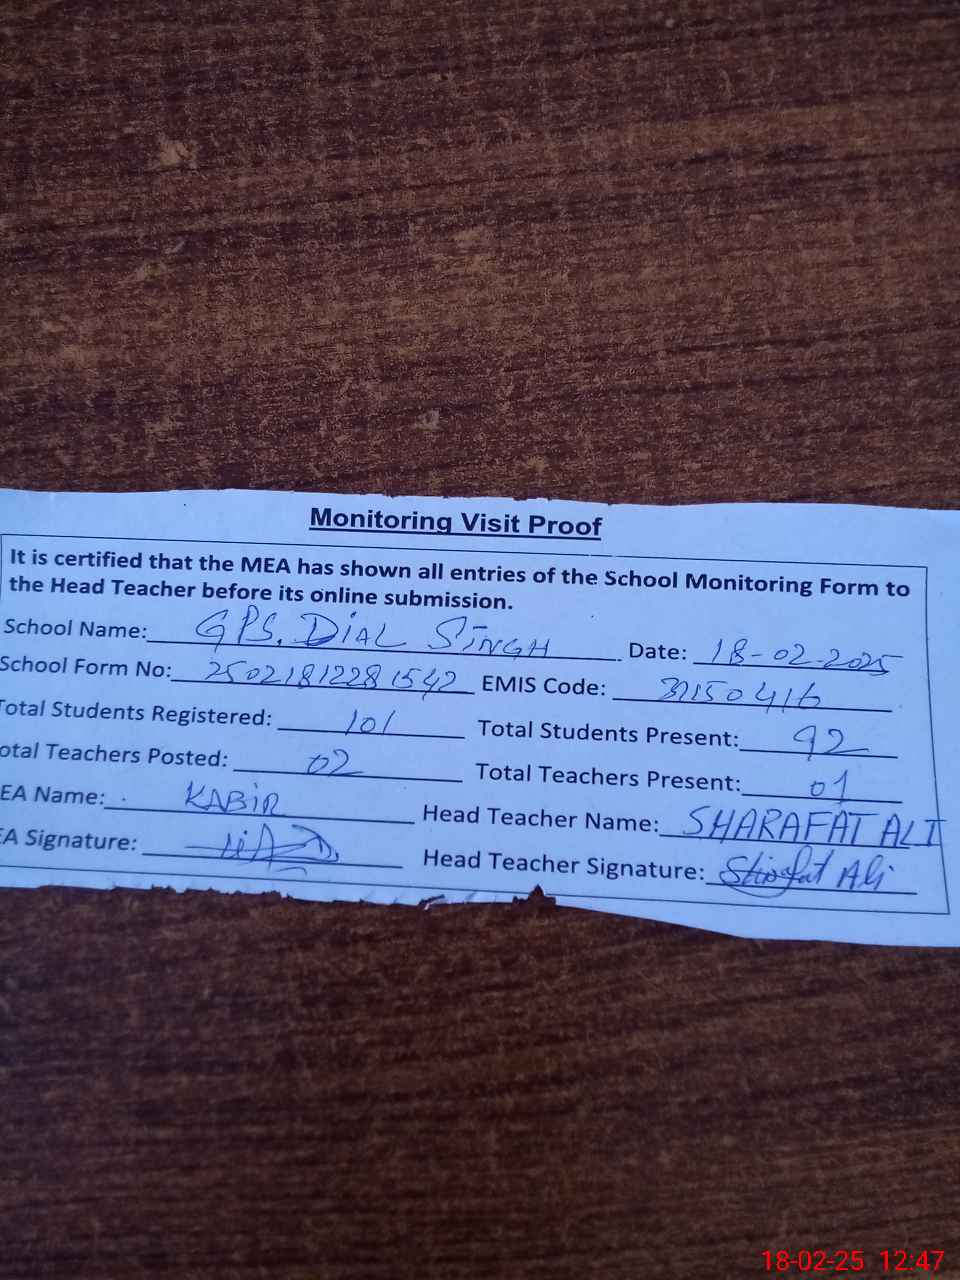 Monitoring Visit Proof
It is certified that the MEA has shown all entries of the School Monitoring Form to
the Head Teacher before its online submission.
School Name: GPS. DIAL SINGH Date: 18-02-2025
School Form No: 25021812281542 EMIS Code: 32150416
Total Students Registered: 101 Total Students Present: 92
otal Teachers Posted: 02 Total Teachers Present: 01
EA Name: KABIR Head Teacher Name: SHARAFAT ALI
EA Signature: Head Teacher Signature: Sharafat Ali
18-02-25 12:47